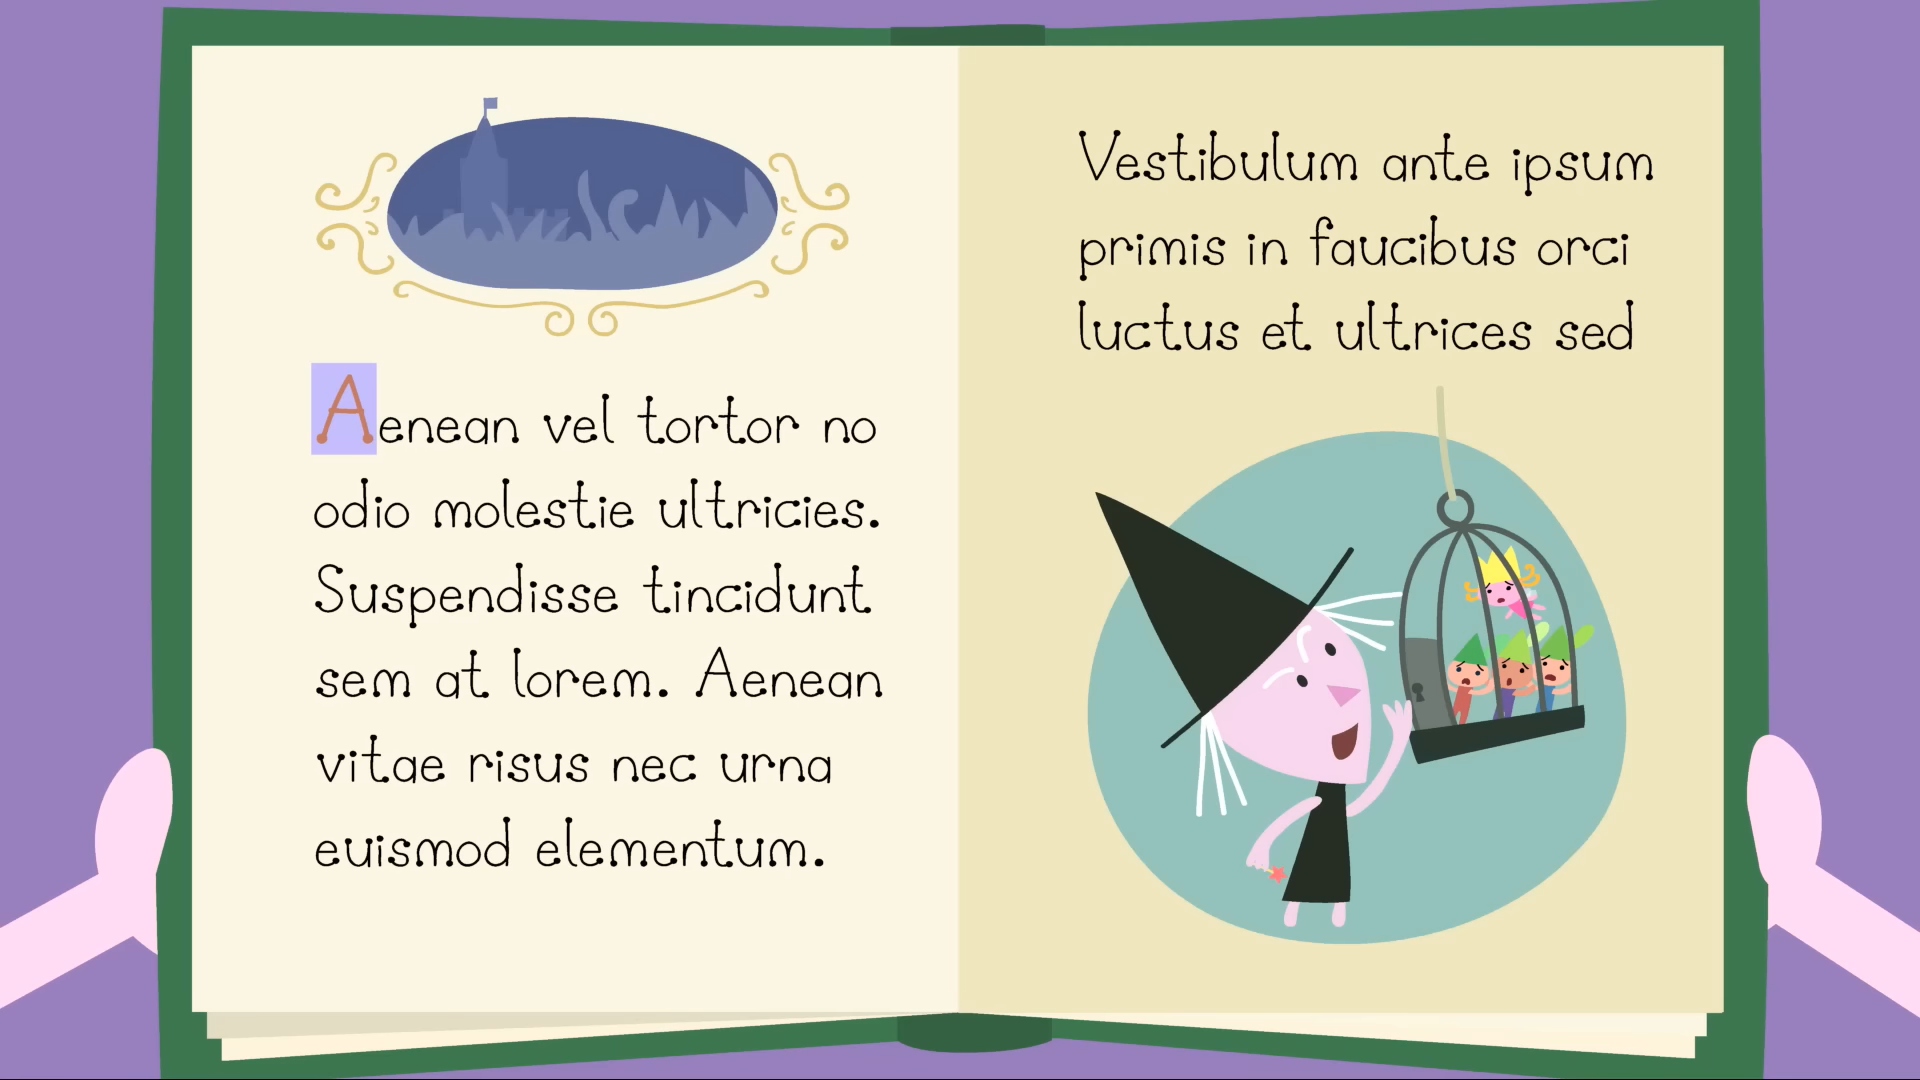 Aenean vel tortor no
odio molestie ultricies.
Suspendisse tincidunt
sem at lorem. Aenean
vitae risus nec urna
euismod elementum.
Vestibulum ante ipsum
primis in faucibus orci
luctus et ultrices sed